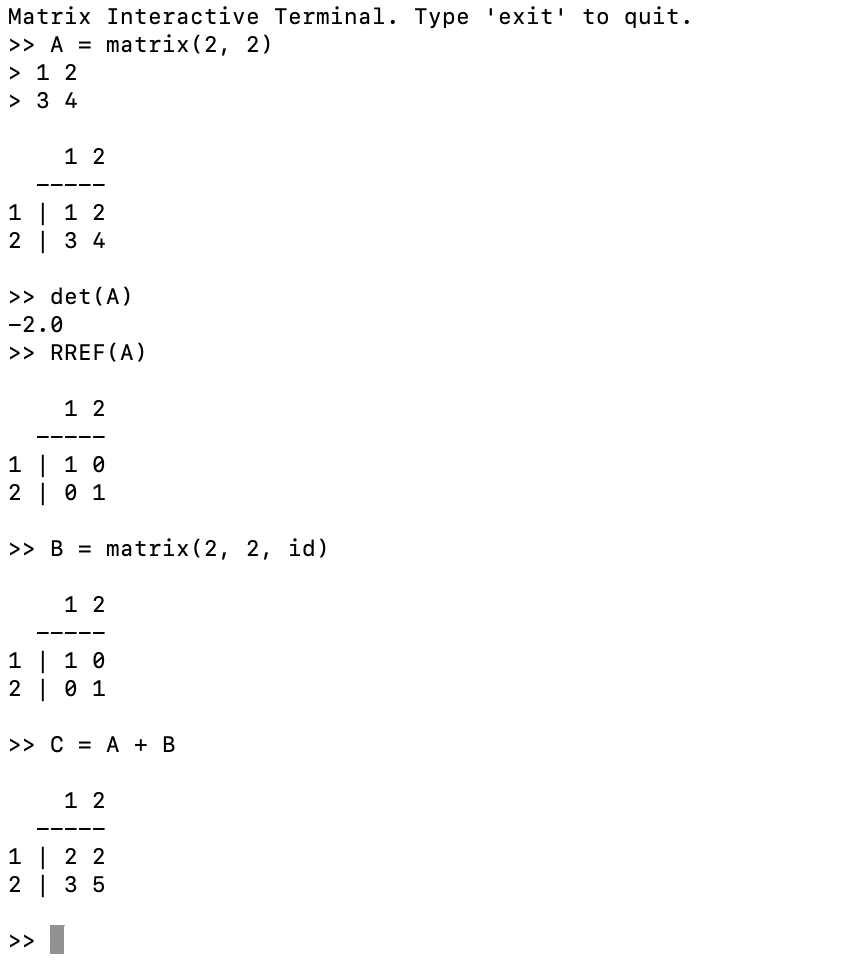 Matrix Interactive Terminal. Type 'exit' to quit.
>> A = matrix(2, 2)
> 1 2
> 3 4
    1 2
  -----
1 | 1 2
2 | 3 4
>> det(A)
-2.0
>> RREF(A)
    1 2
  -----
1 | 1 0
2 | 0 1
>> B = matrix(2, 2, id)
    1 2
  -----
1 | 1 0
2 | 0 1
>> C = A + B
    1 2
  -----
1 | 2 2
2 | 3 5
>>